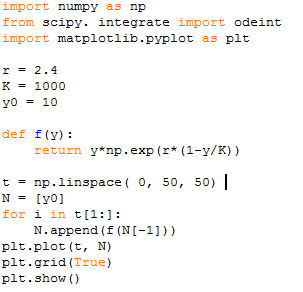 import numpy as np
from scipy. integrate import odeint
import matplotlib.pyplot as plt

r = 2.4
K = 1000
y0 = 10

def f(y):
    return y*np.exp(r*(1-y/K))

t = np.linspace( 0, 50, 50)
N = [y0]
for i in t[1:]:
    N.append(f(N[-1]))
plt.plot(t, N)
plt.grid(True)
plt.show()